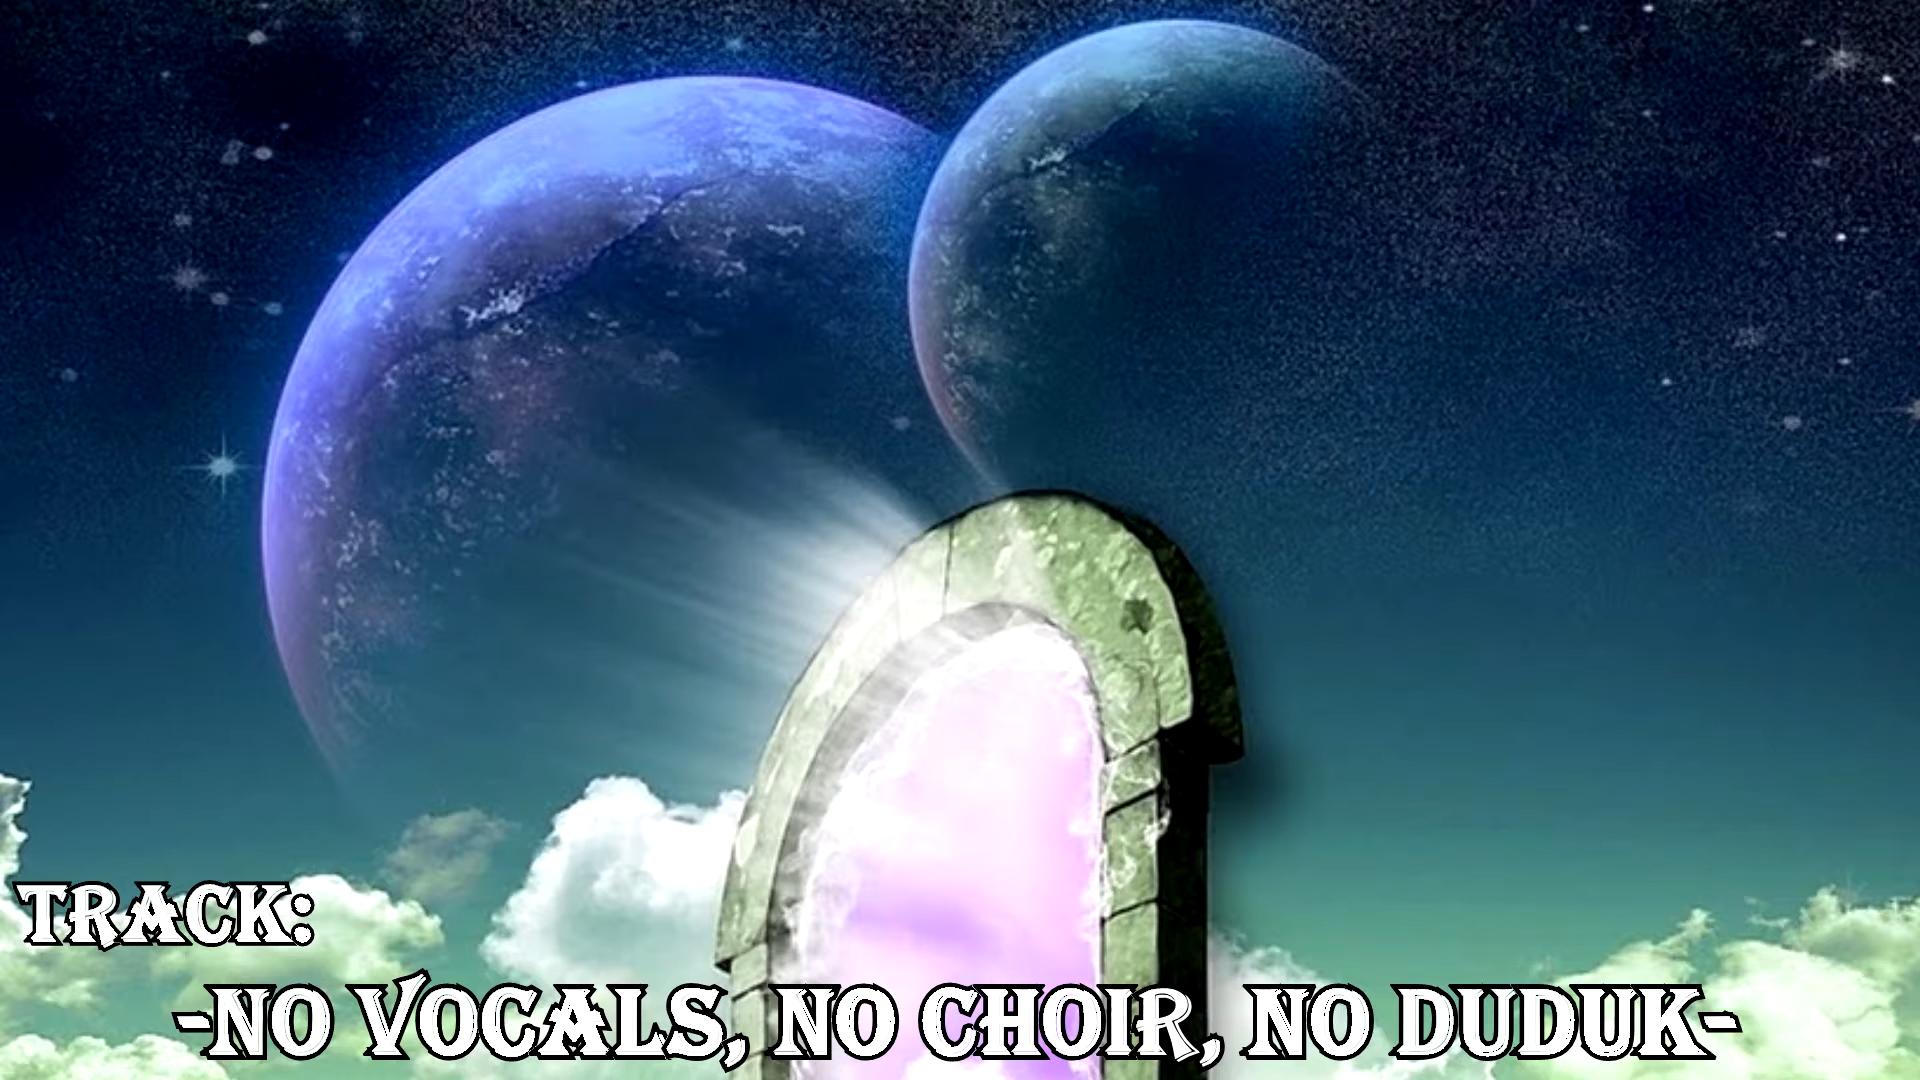 TRACK:
-NO VOCALS, NO CHOIR, NO DUDUK-